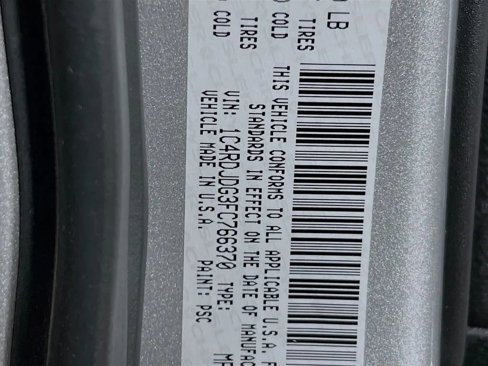 LB
TIRES
COLD
TIRES
COLD
THIS VEHICLE CONFORMS TO ALL APPLICABLE U.S.A. F
STANDARDS IN EFFECT ON THE DATE OF MANUFAC
VIN: 1C4RDJDG3FC766370 TYPE:
VEHICLE MADE IN U.S.A. PAINT: PSC